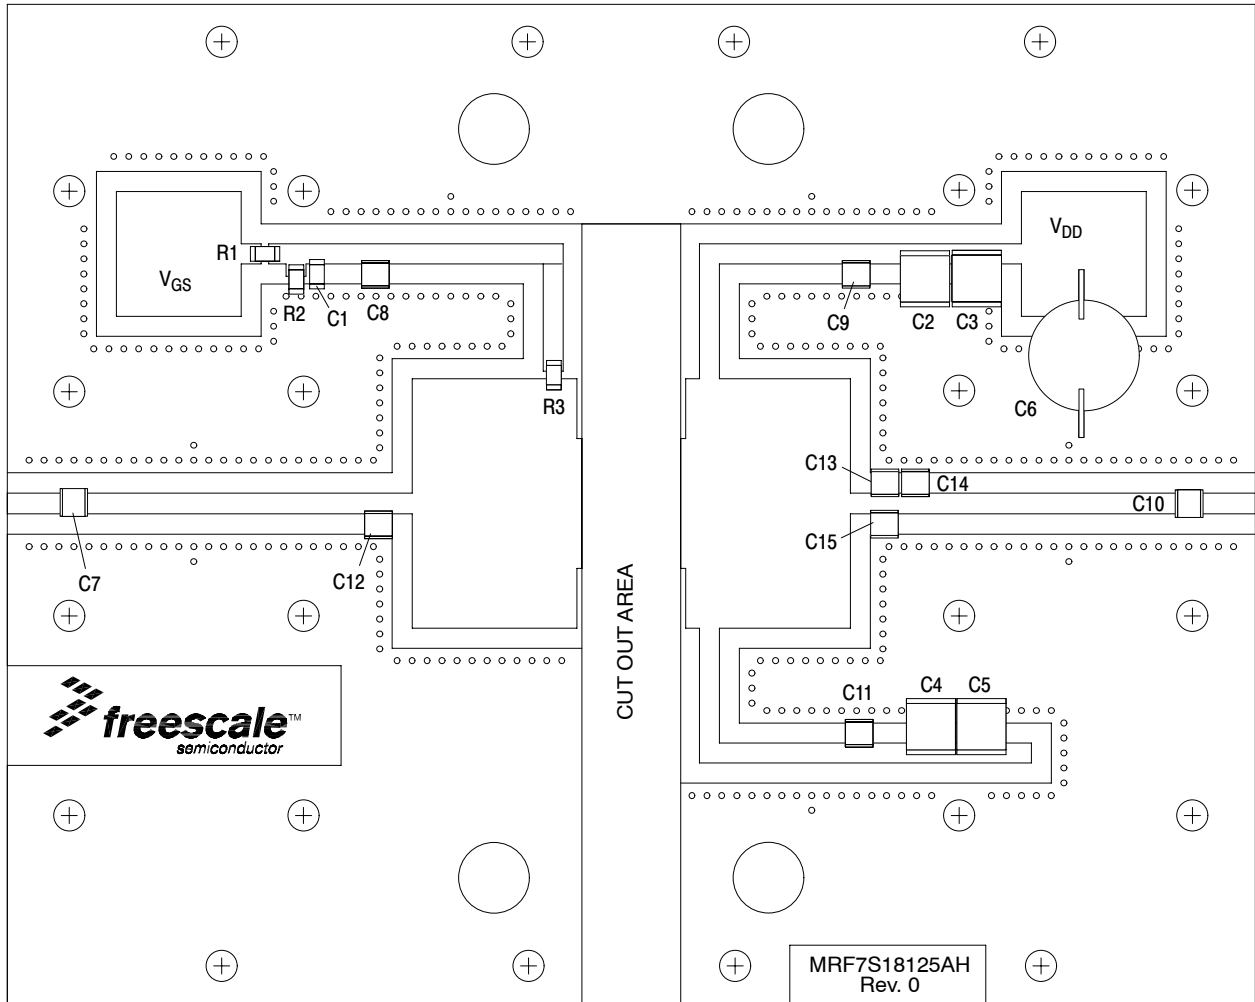 V_DD
R1
V_GS
R2
C1
C8
C9
C2
C3
R3
C6
C13
C14
C10
C15
C7
C12
CUT OUT AREA
C11
C4
C5
freescale™
semiconductor
MRF7S18125AH
Rev. 0